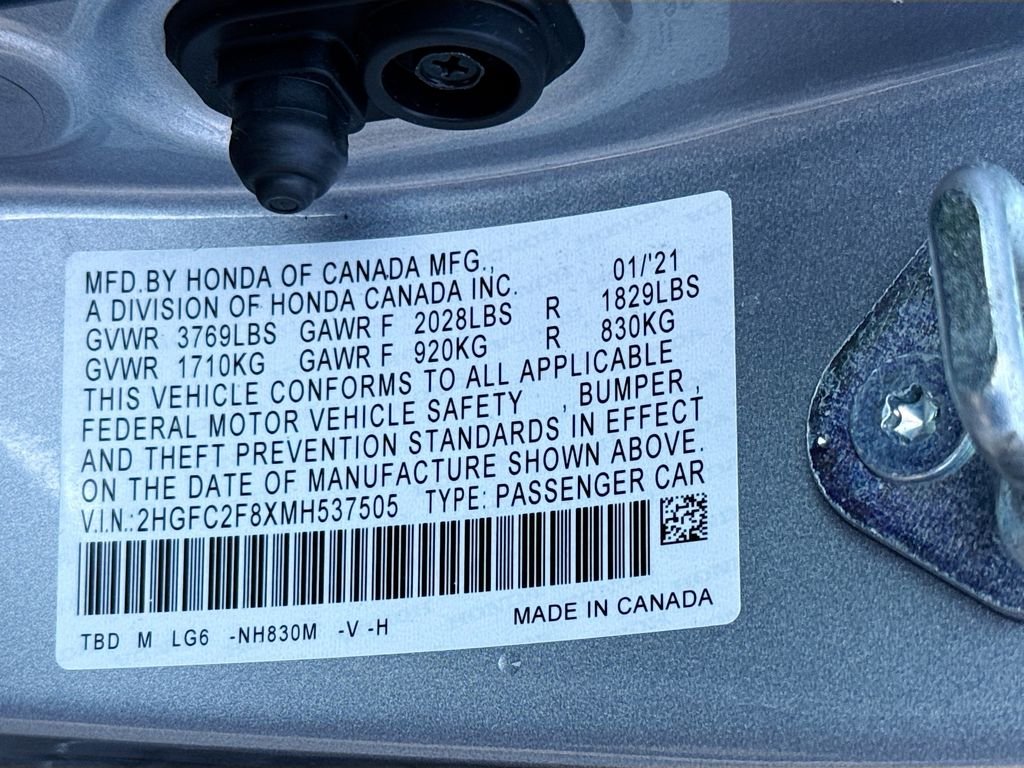 MFD.BY HONDA OF CANADA MFG., 01/'21
A DIVISION OF HONDA CANADA INC.
GVWR 3769LBS GAWR F 2028LBS R 1829LBS
GVWR 1710KG GAWR F 920KG R 830KG
THIS VEHICLE CONFORMS TO ALL APPLICABLE
FEDERAL MOTOR VEHICLE SAFETY , BUMPER ,
AND THEFT PREVENTION STANDARDS IN EFFECT
ON THE DATE OF MANUFACTURE SHOWN ABOVE.
V.I.N.: 2HGFC2F8XMH537505 TYPE: PASSENGER CAR
TBD M LG6 -NH830M -V -H MADE IN CANADA